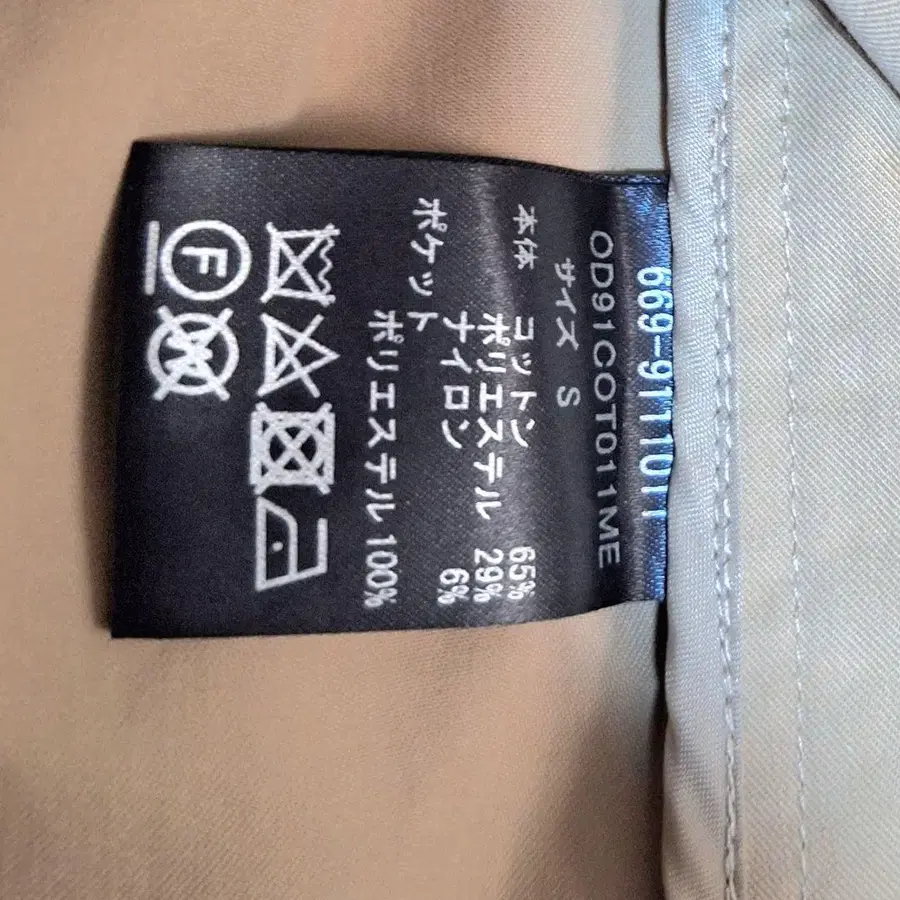 669-9111011
OD91COT011ME
サイズ S
本体 コットン 65%
ポリエステル 29%
ナイロン 6%
ポケット
ポリエステル 100%
F
W